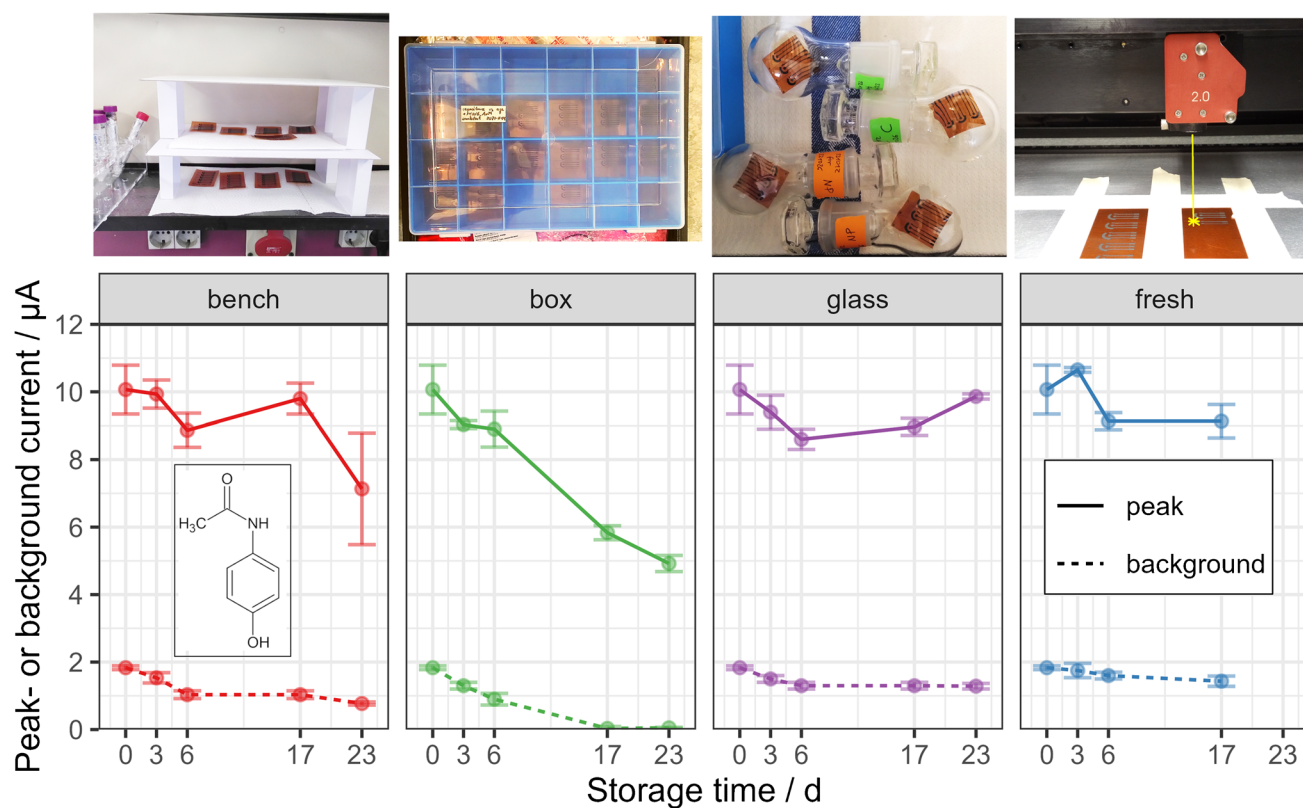 2.0
C
NP
NP
bench
box
glass
fresh
Peak- or background current / µA
12
10
8
6
4
2
0
O
H₃C
NH
OH
peak
background
0 3 6 17 23
0 3 6 17 23
0 3 6 17 23
0 3 6 17 23
Storage time / d